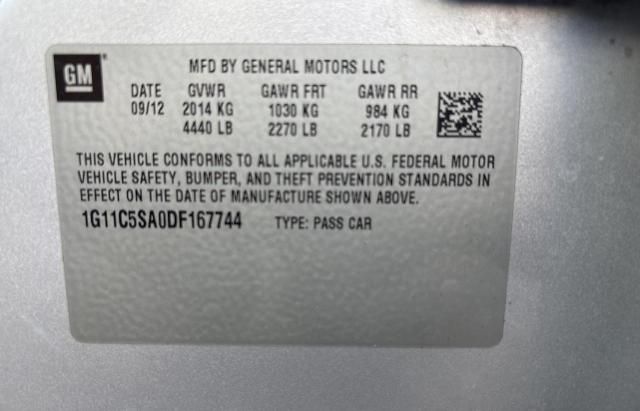 GM
MFD BY GENERAL MOTORS LLC
DATE GVWR GAWR FRT GAWR RR
09/12 2014 KG 1030 KG 984 KG
4440 LB 2270 LB 2170 LB
THIS VEHICLE CONFORMS TO ALL APPLICABLE U.S. FEDERAL MOTOR
VEHICLE SAFETY, BUMPER, AND THEFT PREVENTION STANDARDS IN
EFFECT ON THE DATE OF MANUFACTURE SHOWN ABOVE.
1G11C5SA0DF167744 TYPE: PASS CAR